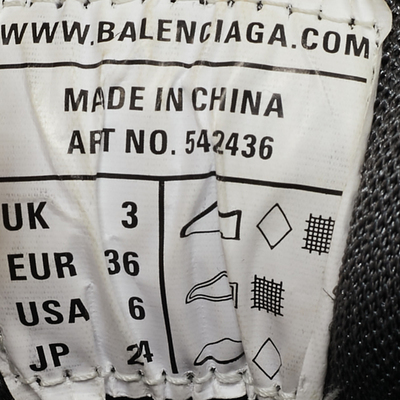 WWW.BALENCIAGA.COM
MADE IN CHINA
ART NO. 542436
UK 3
EUR 36
USA 6
JP 24